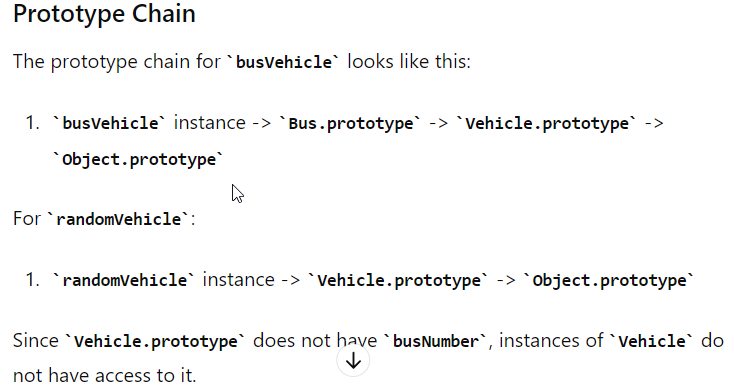 Prototype Chain
The prototype chain for `busVehicle` looks like this:
1. `busVehicle` instance -> `Bus.prototype` -> `Vehicle.prototype` ->
`Object.prototype`
For `randomVehicle`:
1. `randomVehicle` instance -> `Vehicle.prototype` -> `Object.prototype`
Since `Vehicle.prototype` does not have `busNumber`, instances of `Vehicle` do
not have access to it.